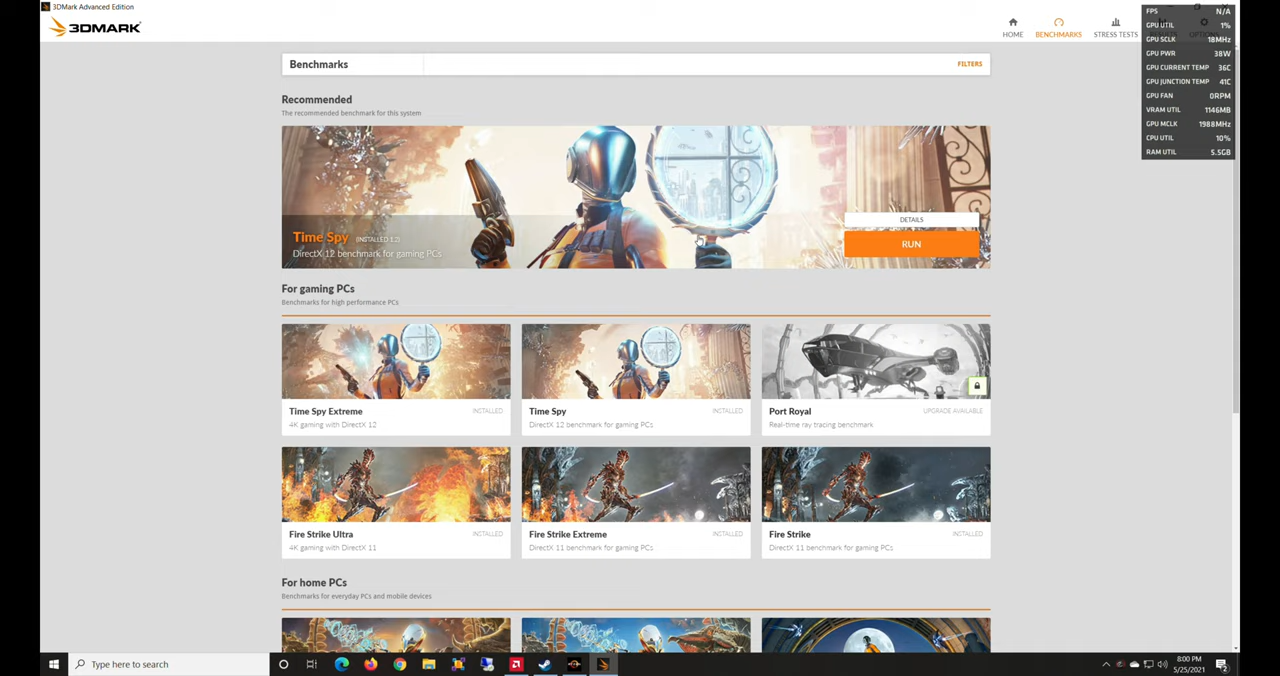 3DMark Advanced Edition
3DMARK
HOME
BENCHMARKS
STRESS TESTS
Benchmarks
FILTERS
FPS N/A
GPU UTIL 1%
GPU SCLK 18MHz
GPU PWR 38W
GPU CURRENT TEMP 36C
GPU JUNCTION TEMP 41C
GPU FAN 0RPM
VRAM UTIL 1146MB
GPU MCLK 1988MHz
CPU UTIL 10%
RAM UTIL 5.5GB
Recommended
The recommended benchmark for this system
Time Spy (INSTALLED 1.2)
DirectX 12 benchmark for gaming PCs
DETAILS
RUN
For gaming PCs
Benchmarks for high performance PCs
Time Spy Extreme INSTALLED
4K gaming with DirectX 12
Time Spy INSTALLED
DirectX 12 benchmark for gaming PCs
Port Royal UPGRADE AVAILABLE
Real-time ray tracing benchmark
Fire Strike Ultra INSTALLED
4K gaming with DirectX 11
Fire Strike Extreme INSTALLED
DirectX 11 benchmark for gaming PCs
Fire Strike INSTALLED
DirectX 11 benchmark for gaming PCs
For home PCs
Benchmarks for everyday PCs and mobile devices
Type here to search
8:00 PM
5/25/2021
2